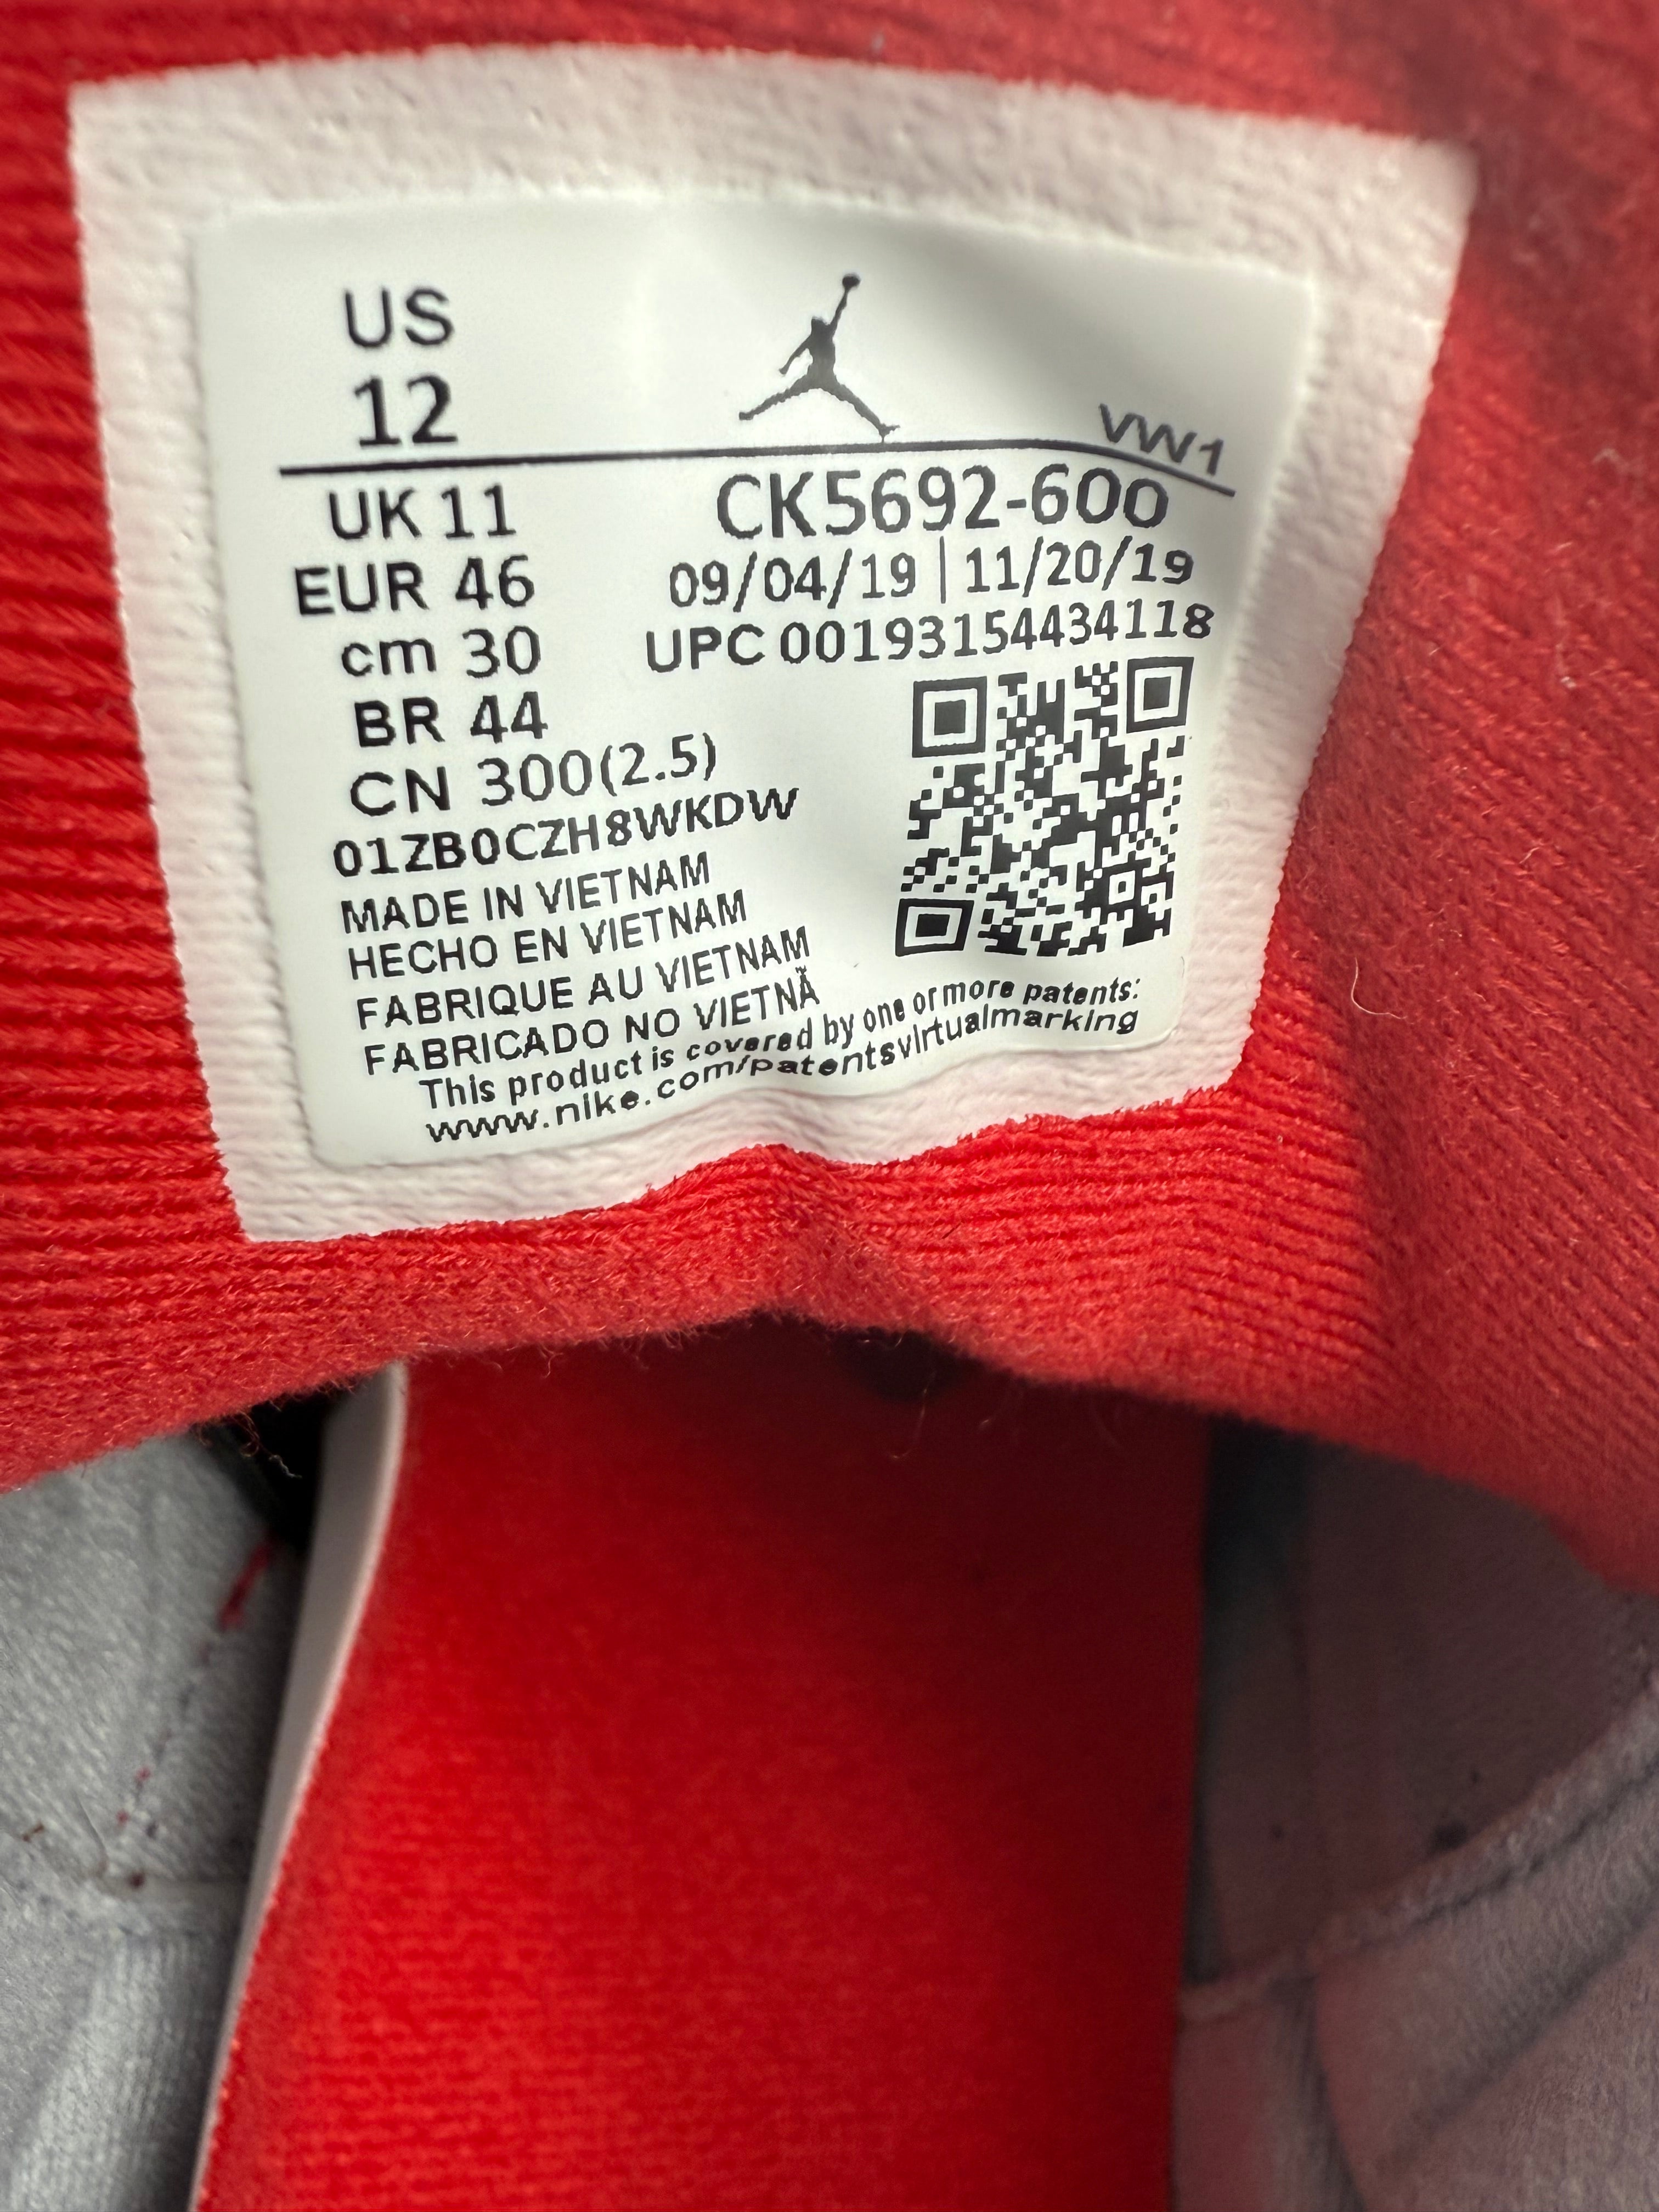 US
12
VW1
UK 11
CK5692-600
EUR 46
09/04/19 | 11/20/19
cm 30
UPC 00193154434118
BR 44
CN 300(2.5)
01ZB0CZH8WKDW
MADE IN VIETNAM
HECHO EN VIETNAM
FABRIQUE AU VIETNAM
FABRICADO NO VIETNÃ
This product is covered by one or more patents:
www.nike.com/patentsvirtualmarking